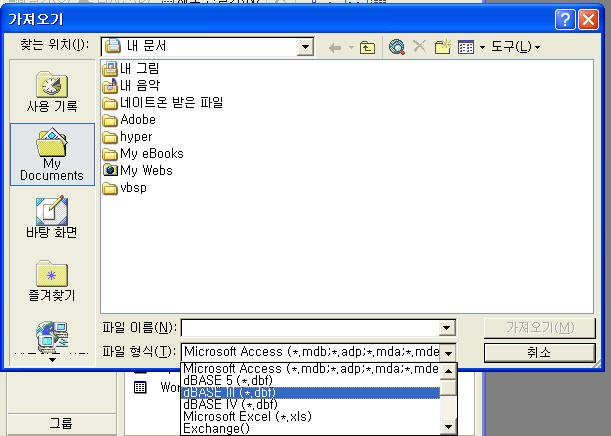 가져오기
찾는 위치(I):
내 문서
도구(L)
사용 기록
My Documents
바탕 화면
즐겨찾기
내 그림
내 음악
네이트온 받은 파일
Adobe
hyper
My eBooks
My Webs
vbsp
파일 이름(N):
가져오기(M)
파일 형식(T):
Microsoft Access (*.mdb;*.adp;*.mda;*.mde
취소
Microsoft Access (*.mdb;*.adp;*.mda;*.mde
dBASE 5 (*.dbf)
dBASE III (*.dbf)
dBASE IV (*.dbf)
Microsoft Excel (*.xls)
Exchange()
그룹